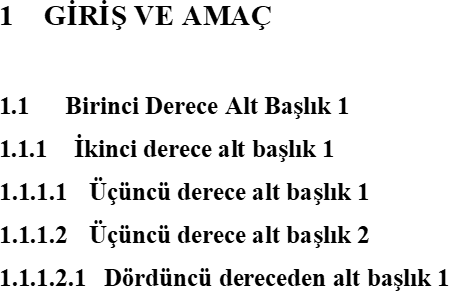 1 GİRİŞ VE AMAÇ
1.1 Birinci Derece Alt Başlık 1
1.1.1 İkinci derece alt başlık 1
1.1.1.1 Üçüncü derece alt başlık 1
1.1.1.2 Üçüncü derece alt başlık 2
1.1.1.2.1 Dördüncü dereceden alt başlık 1